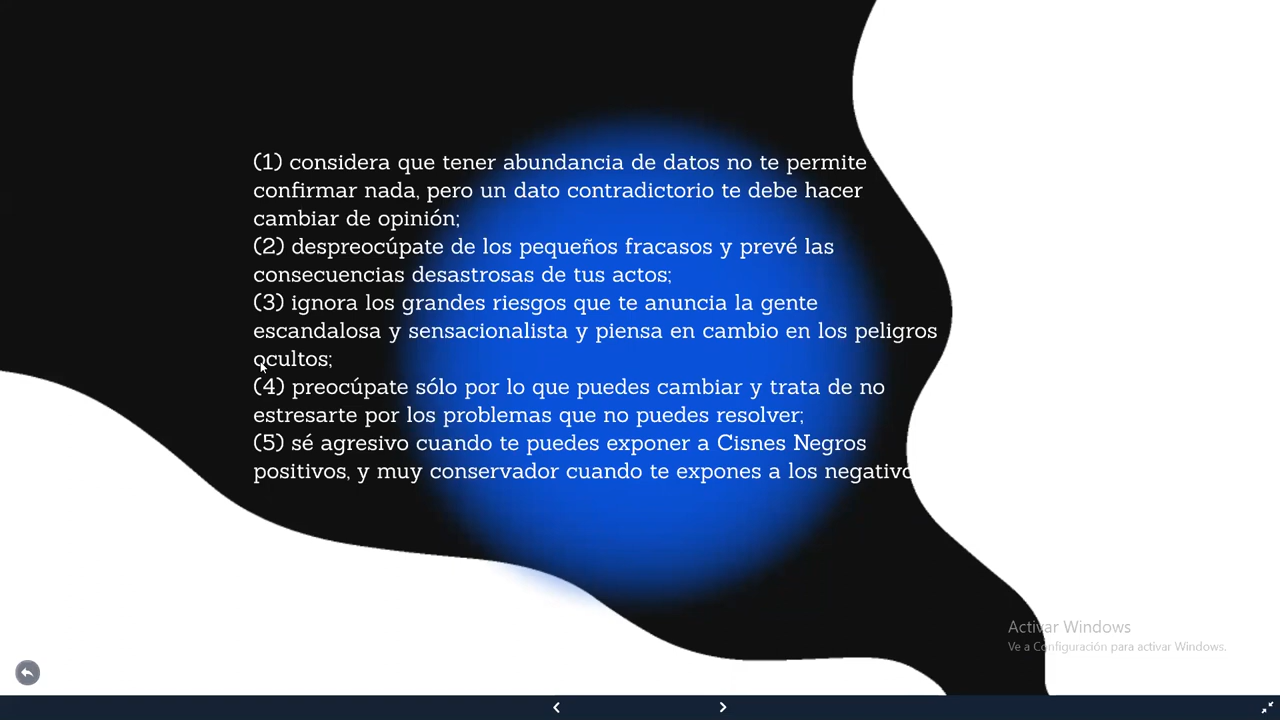 (1) considera que tener abundancia de datos no te permite
confirmar nada, pero un dato contradictorio te debe hacer
cambiar de opinión;
(2) despreocúpate de los pequeños fracasos y prevé las
consecuencias desastrosas de tus actos;
(3) ignora los grandes riesgos que te anuncia la gente
escandalosa y sensacionalista y piensa en cambio en los peligros
ocultos;
(4) preocúpate sólo por lo que puedes cambiar y trata de no
estresarte por los problemas que no puedes resolver;
(5) sé agresivo cuando te puedes exponer a Cisnes Negros
positivos, y muy conservador cuando te expones a los negativo
Activar Windows
Ve a Configuración para activar Windows.